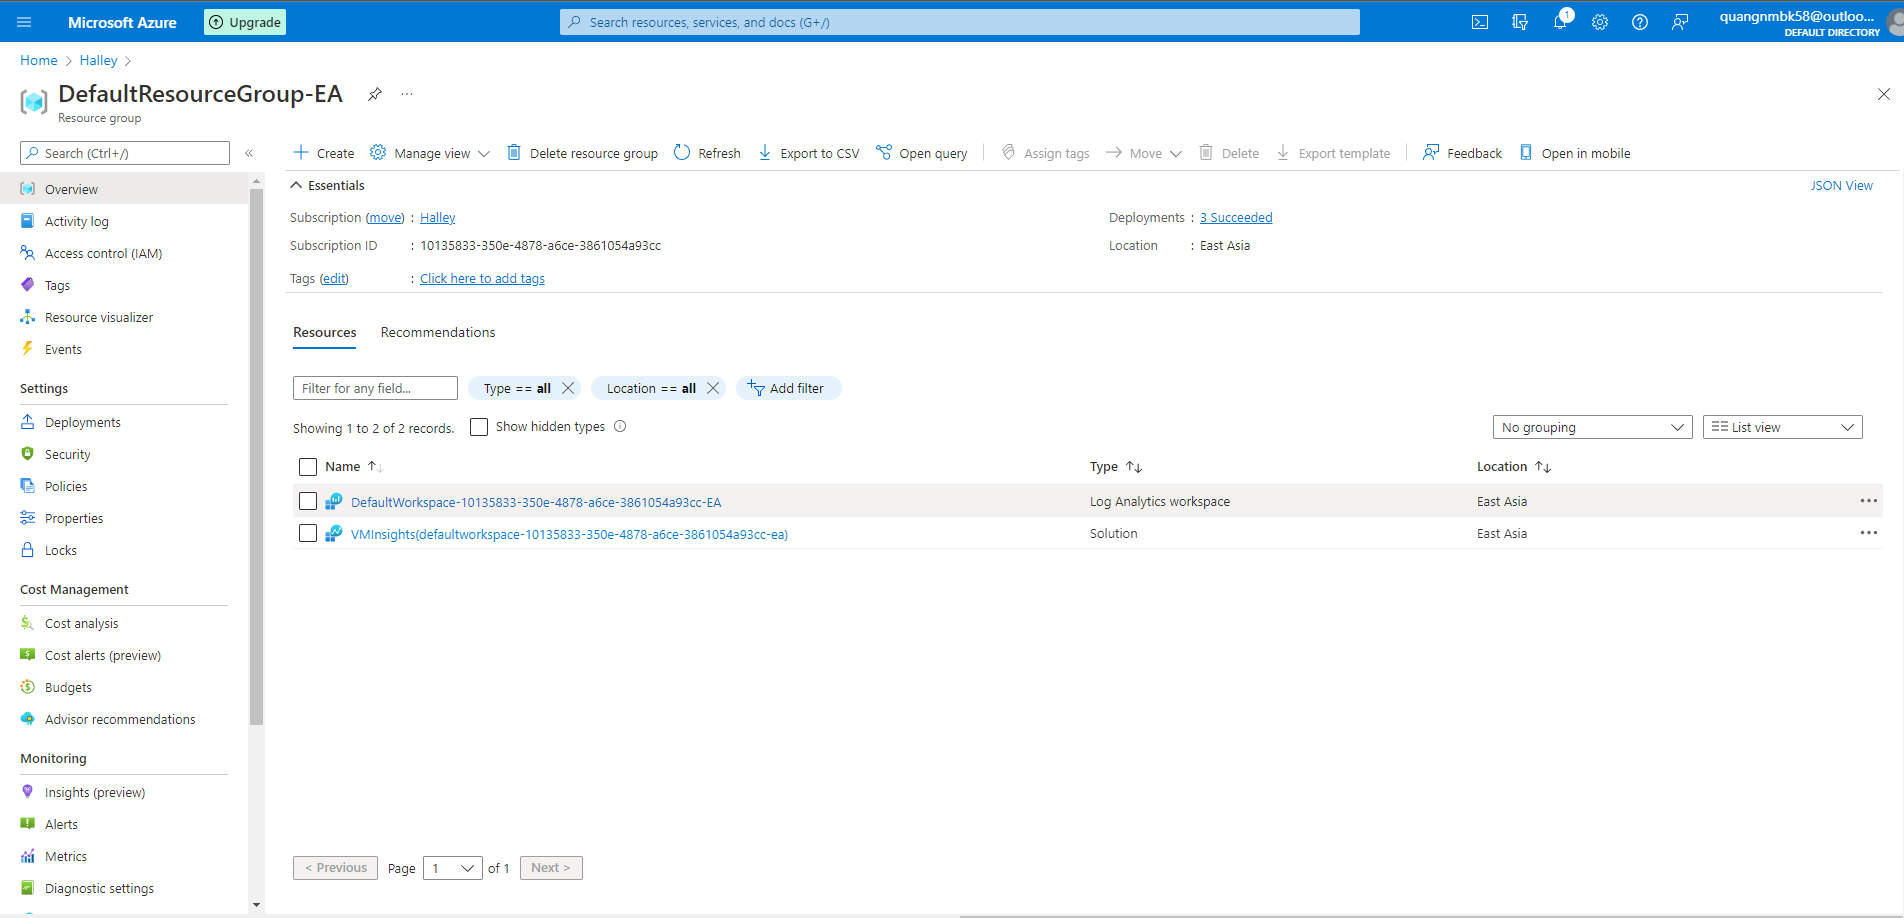 Microsoft Azure
Upgrade
Search resources, services, and docs (G+/)
1
quangnmbk58@outloo...
DEFAULT DIRECTORY
Home > Halley >
DefaultResourceGroup-EA
...
Resource group
Search (Ctrl+/)
«
Create
Manage view
Delete resource group
Refresh
Export to CSV
Open query
Assign tags
Move
Delete
Export template
Feedback
Open in mobile
Overview
Activity log
Access control (IAM)
Tags
Resource visualizer
Events
Settings
Deployments
Security
Policies
Properties
Locks
Cost Management
Cost analysis
Cost alerts (preview)
Budgets
Advisor recommendations
Monitoring
Insights (preview)
Alerts
Metrics
Diagnostic settings
Essentials
JSON View
Subscription (move) : Halley
Deployments : 3 Succeeded
Subscription ID : 10135833-350e-4878-a6ce-3861054a93cc
Location : East Asia
Tags (edit) : Click here to add tags
Resources Recommendations
Filter for any field...
Type == all
Location == all
Add filter
Showing 1 to 2 of 2 records.
Show hidden types
No grouping
List view
Name Type Location
DefaultWorkspace-10135833-350e-4878-a6ce-3861054a93cc-EA Log Analytics workspace East Asia
VMInsights(defaultworkspace-10135833-350e-4878-a6ce-3861054a93cc-ea) Solution East Asia
< Previous Page 1 of 1 Next >